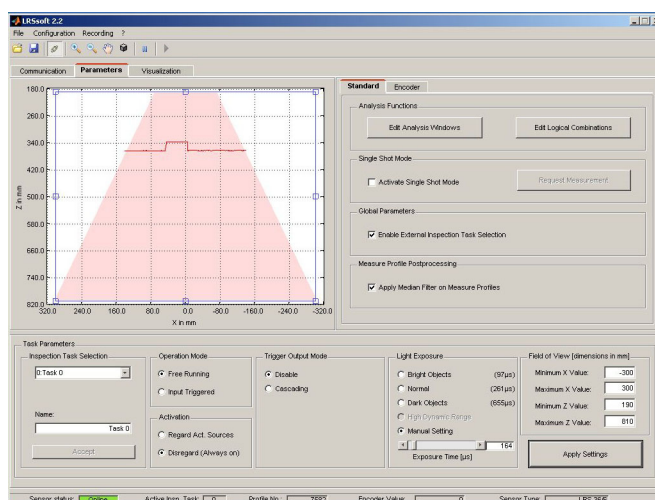 LRSsoft 2.2
File Configuration Recording ?
Communication Parameters Visualization
180.0
260.0
340.0
420.0
500.0
580.0
660.0
740.0
820.0
Z in mm
320.0 240.0 160.0 80.0 0.0 -80.0 -160.0 -240.0 -320.0
X in mm
Standard Encoder
Analysis Functions
Edit Analysis Windows Edit Logical Combinations
Single Shot Mode
Activate Single Shot Mode Request Measurement
Global Parameters
Enable External Inspection Task Selection
Measure Profile Postprocessing
Apply Median Filter on Measure Profiles
Task Parameters
Inspection Task Selection
0:Task 0
Name:
Task 0
Accept
Operation Mode
Free Running
Input Triggered
Activation
Regard Act. Sources
Disregard (Always on)
Trigger Output Mode
Disable
Cascading
Light Exposure
Bright Objects (97µs)
Normal (261µs)
Dark Objects (655µs)
High Dynamic Range
Manual Setting
164
Exposure Time [µs]
Field of View [dimensions in mm]
Minimum X Value: -300
Maximum X Value: 300
Minimum Z Value: 190
Maximum Z Value: 810
Apply Settings
Sensor status: Online Active Insp. Task: 0 Profile No.: 7582 Encoder Value: 0 Sensor Type: